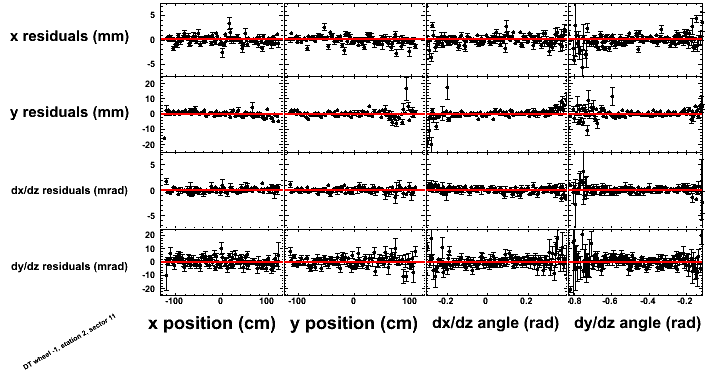 x residuals (mm)
5
0
-5
y residuals (mm)
20
10
0
-10
-20
dx/dz residuals (mrad)
5
0
-5
dy/dz residuals (mrad)
20
10
0
-10
-20
-100 0 100 -100 0 100 -0.2 0 0.2 -0.8 -0.6 -0.4 -0.2
x position (cm) y position (cm) dx/dz angle (rad) dy/dz angle (rad)
DT wheel -1, station 2, sector 11